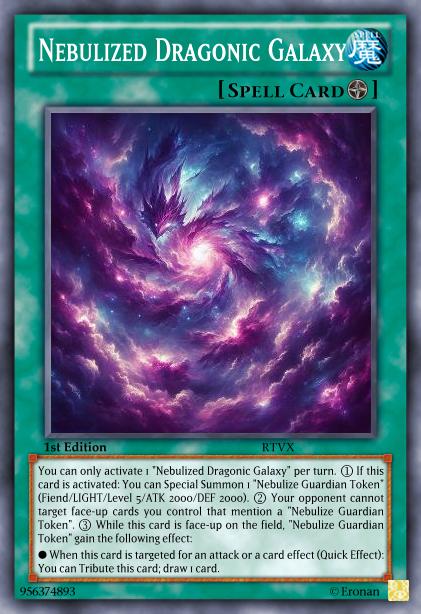 Nebulized Dragonic Galaxy
SPELL
魔
[Spell Card]
1st Edition RTVX
You can only activate 1 "Nebulized Dragonic Galaxy" per turn. ① If this
card is activated: You can Special Summon 1 "Nebulize Guardian Token"
(Fiend/LIGHT/Level 5/ATK 2000/DEF 2000). ② Your opponent cannot
target face-up cards you control that mention a "Nebulize Guardian
Token". ③ While this card is face-up on the field, "Nebulize Guardian
Token" gain the following effect:
● When this card is targeted for an attack or a card effect (Quick Effect):
You can Tribute this card; draw 1 card.
956374893 ©Eronan